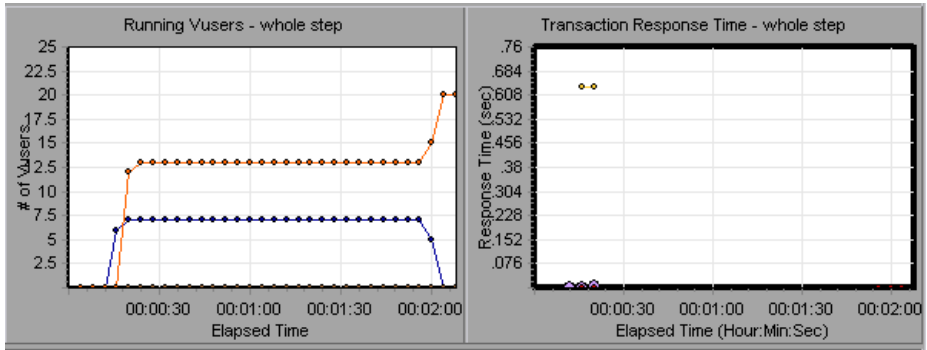 Running Vusers - whole step
25
22.5
20
17.5
15
12.5
10
7.5
5
2.5
# of Vusers
00:00:30 00:01:00 00:01:30 00:02:00
Elapsed Time
Transaction Response Time - whole step
.76
.684
.608
.532
.456
.38
.304
.228
.152
.076
Response Time (sec)
00:00:30 00:01:00 00:01:30 00:02:00
Elapsed Time (Hour:Min:Sec)